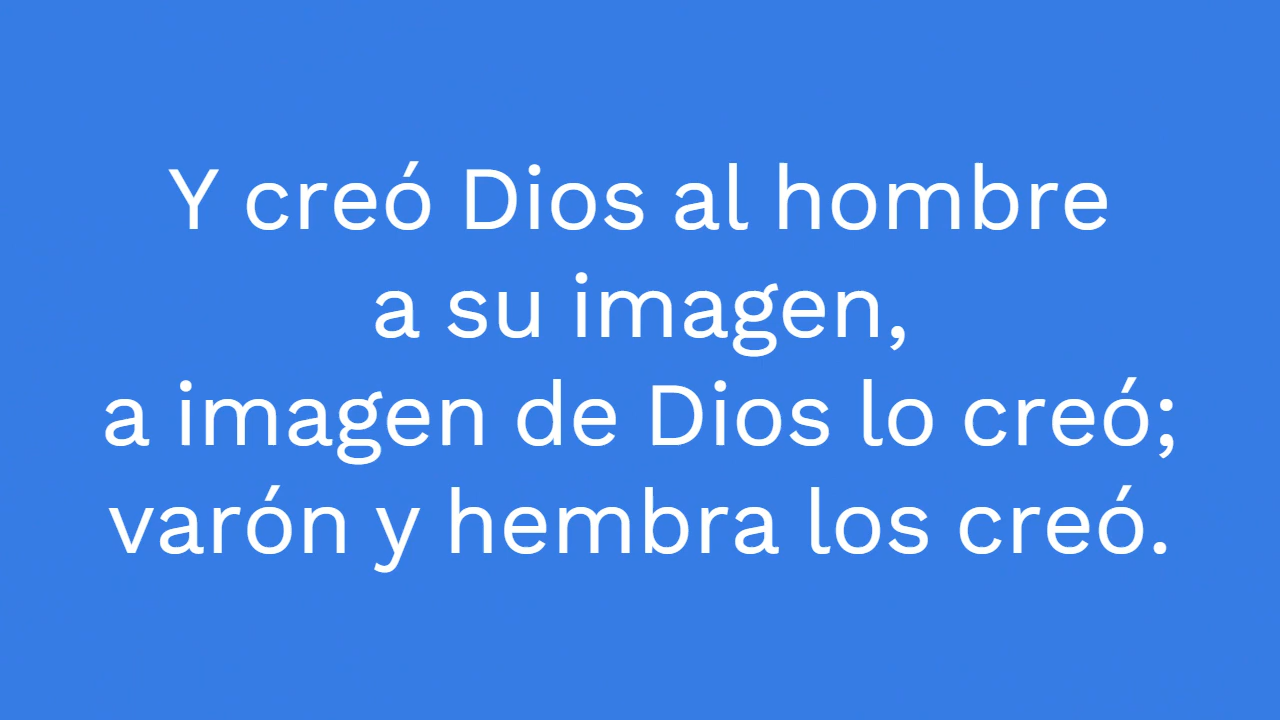 Y creó Dios al hombre
a su imagen,
a imagen de Dios lo creó;
varón y hembra los creó.